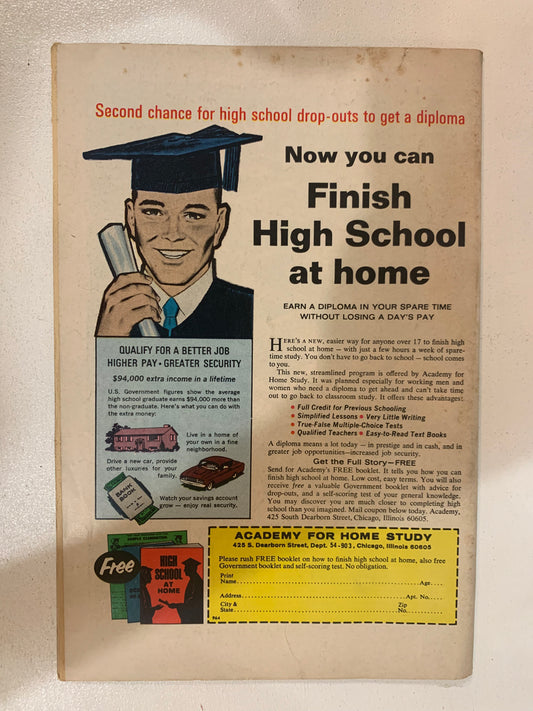 Second chance for high school drop-outs to get a diploma
Now you can
Finish
High School
at home
EARN A DIPLOMA IN YOUR SPARE TIME
WITHOUT LOSING A DAY'S PAY
QUALIFY FOR A BETTER JOB
HIGHER PAY • GREATER SECURITY
$94,000 extra income in a lifetime
U.S. Government figures show the average
high school graduate earns $94,000 more than
the non-graduate. Here's what you can do with
the extra money:
Live in a home of
your own in a fine
neighborhood.
Drive a new car, provide
other luxuries for your
family.
BANK
BOOK
Watch your savings account
grow — enjoy real security.
HERE'S A NEW, easier way for anyone over 17 to finish high
school at home — with just a few hours a week of spare-
time study. You don't have to go back to school — school comes
to you.
This new, streamlined program is offered by Academy for
Home Study. It was planned especially for working men and
women who need a diploma to get ahead and can't take time
out to go back to classroom study. It offers these advantages:
• Full Credit for Previous Schooling
• Simplified Lessons • Very Little Writing
• True-False Multiple-Choice Tests
• Qualified Teachers • Easy-to-Read Text Books
A diploma means a lot today — in prestige and in cash, and in
greater job opportunities—increased job security.
Get the Full Story—FREE
Send for Academy's FREE booklet. It tells you how you can
finish high school at home. Low cost, easy terms. You will also
receive free a valuable Government booklet with advice for
drop-outs, and a self-scoring test of your general knowledge.
You may discover you are much closer to completing high
school than you imagined. Mail coupon below today. Academy,
425 South Dearborn Street, Chicago, Illinois 60605.
Free
SAMPLE EXAMINATION
HIGH
SCHOOL
AT
HOME
ACADEMY FOR HOME STUDY
425 S. Dearborn Street, Dept. 54-903, Chicago, Illinois 60605
Please rush FREE booklet on how to finish high school at home, also free
Government booklet and self-scoring test. No obligation.
Print
Name Age
Address Apt. No.
City & Zip
State No.
964